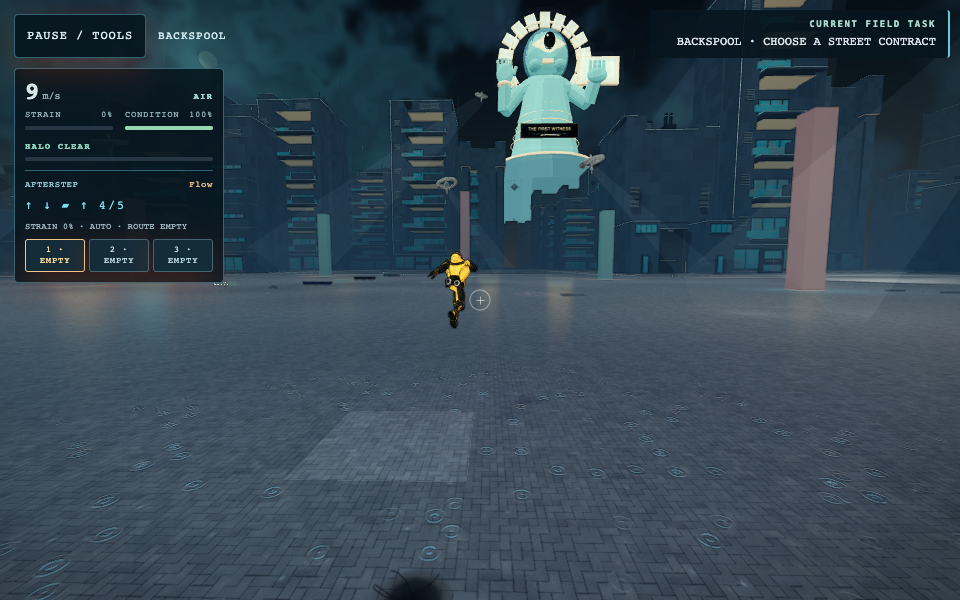 PAUSE / TOOLS
BACKSPOOL
CURRENT FIELD TASK
BACKSPOOL · CHOOSE A STREET CONTRACT
9 m/s
AIR
STRAIN 0%
CONDITION 100%
HALO CLEAR
AFTERSTEP
Flow
↑ ↓ ▰ ↑ 4/5
STRAIN 0% · AUTO · ROUTE EMPTY
1 · EMPTY
2 · EMPTY
3 · EMPTY
THE FIRST WITNESS